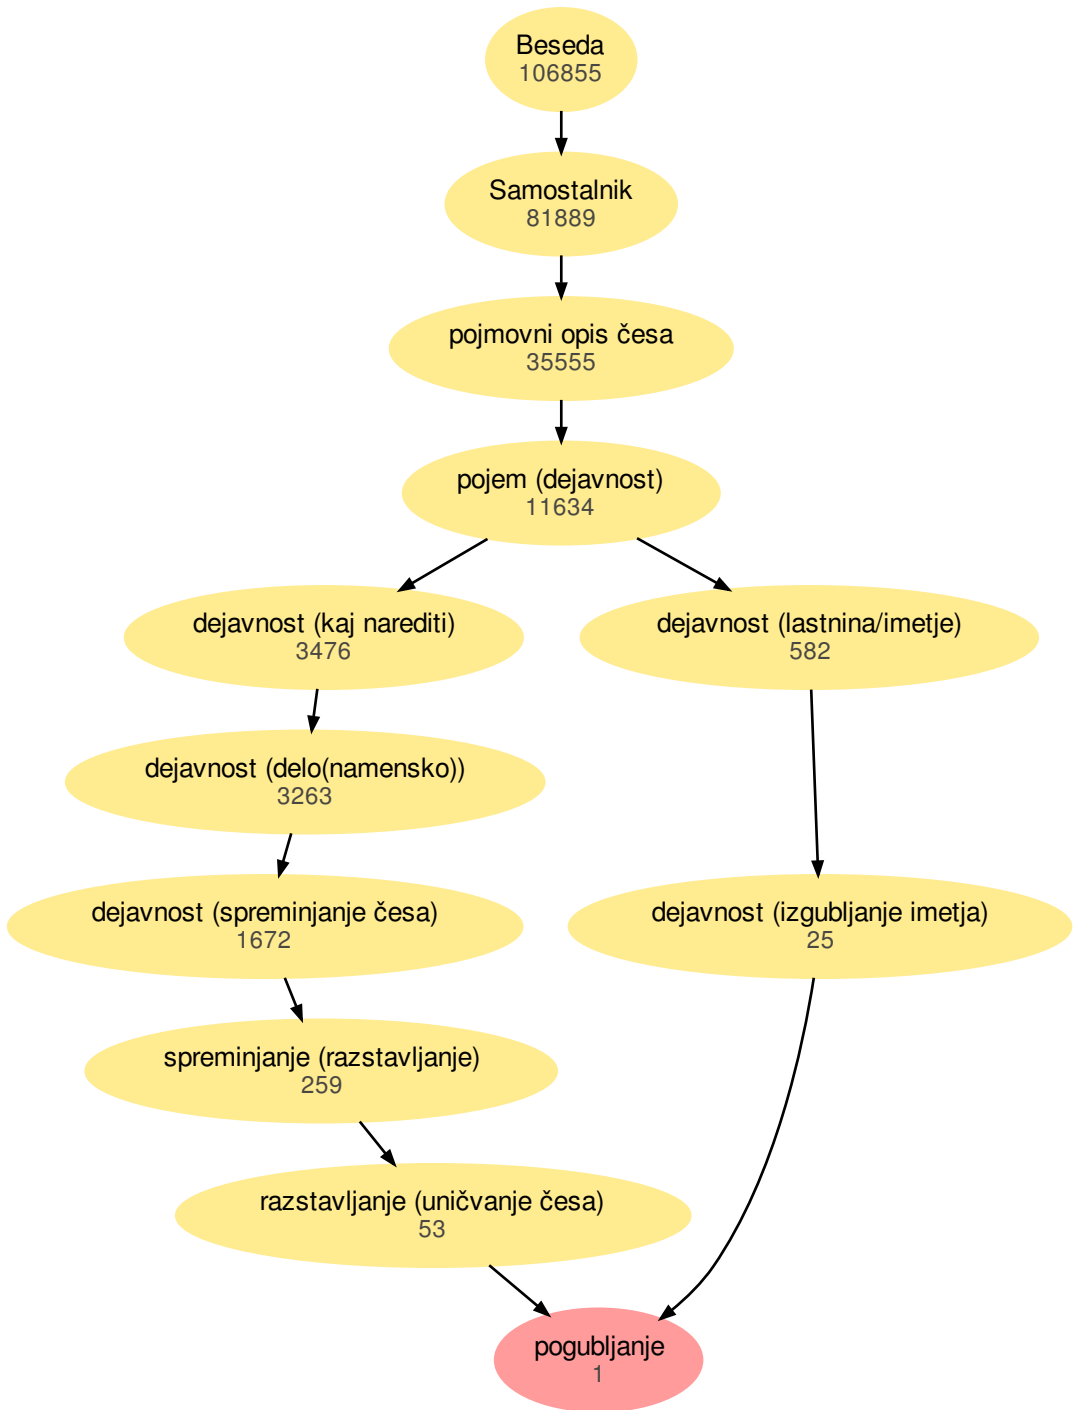 Beseda
106855
Samostalnik
81889
pojmovni opis česa
35555
pojem (dejavnost)
11634
dejavnost (kaj narediti)
3476
dejavnost (lastnina/imetje)
582
dejavnost (delo(namensko))
3263
dejavnost (spreminjanje česa)
1672
dejavnost (izgubljanje imetja)
25
spreminjanje (razstavljanje)
259
razstavljanje (uničvanje česa)
53
pogubljanje
1